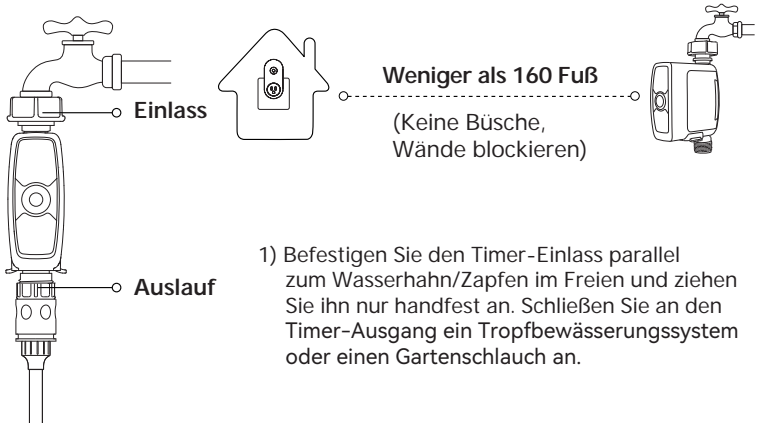 Einlass
Auslauf
Weniger als 160 Fuß
(Keine Büsche,
Wände blockieren)
1) Befestigen Sie den Timer-Einlass parallel
zum Wasserhahn/Zapfen im Freien und ziehen
Sie ihn nur handfest an. Schließen Sie an den
Timer-Ausgang ein Tropfbewässerungssystem
oder einen Gartenschlauch an.